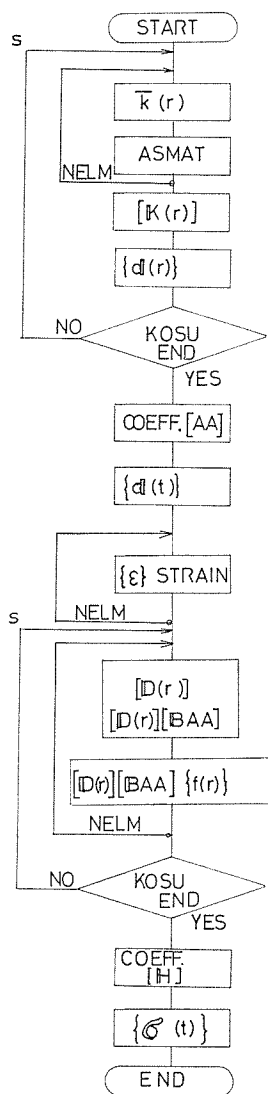 START
S
k̅(r)
ASMAT
NELM
[K(r)]
{d(r)}
NO
KOSU
END
YES
COEFF.[AA]
{d(t)}
{ε} STRAIN
NELM
S
[D(r)]
[D(r)][BAA]
[D(r)][BAA]{f(r)}
NELM
NO
KOSU
END
YES
COEFF.
[H]
{σ(t)}
END